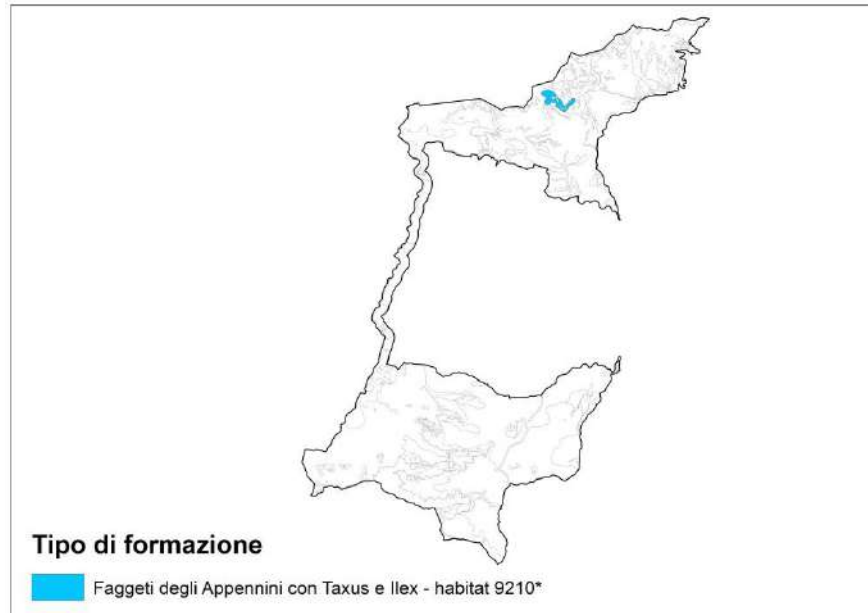 Tipo di formazione
Faggeti degli Appennini con Taxus e Ilex - habitat 9210*